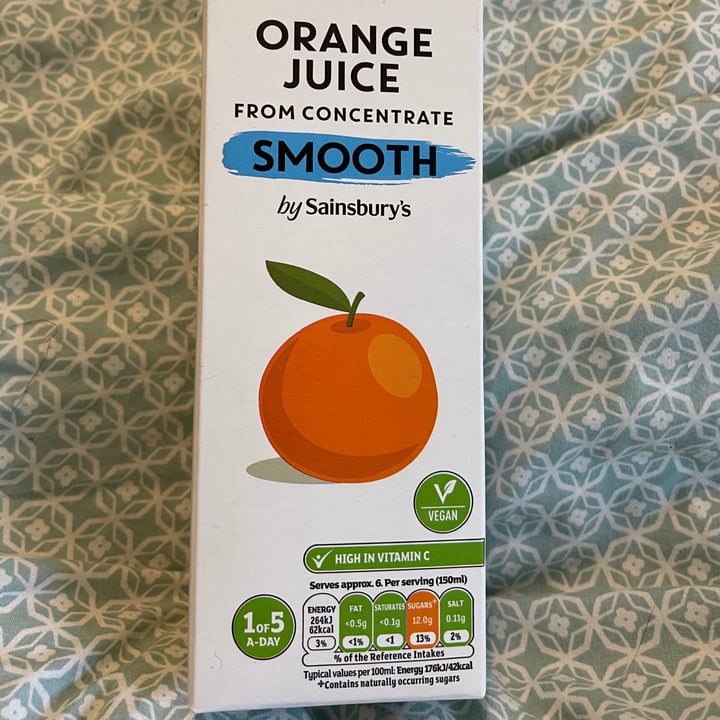 ORANGE
JUICE
FROM CONCENTRATE
SMOOTH
by Sainsbury's
V
VEGAN
HIGH IN VITAMIN C
Serves approx. 6. Per serving (150ml)
1 OF 5
A-DAY
ENERGY FAT SATURATES SUGARS+ SALT
264kJ <0.5g <0.1g 12.0g 0.11g
62kcal
3% <1% <1 13% 2%
% of the Reference Intakes
Typical values per 100ml: Energy 176kJ/42kcal
+Contains naturally occurring sugars